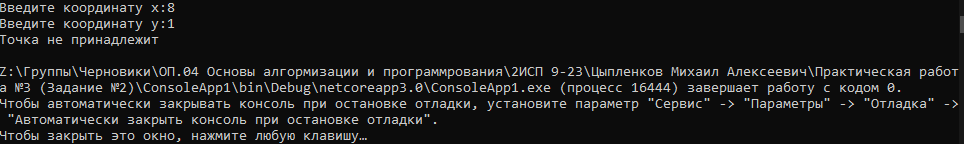 Введите координату x:8
Введите координату y:1
Точка не принадлежит
Z:\Группы\Черновики\ОП.04 Основы алгормизации и программрования\2ИСП 9-23\Цыпленков Михаил Алексеевич\Практическая работ
а №3 (Задание №2)\ConsoleApp1\bin\Debug\netcoreapp3.0\ConsoleApp1.exe (процесс 16444) завершает работу с кодом 0.
Чтобы автоматически закрывать консоль при остановке отладки, установите параметр "Сервис" -> "Параметры" -> "Отладка" ->
"Автоматически закрыть консоль при остановке отладки".
Чтобы закрыть это окно, нажмите любую клавишу…